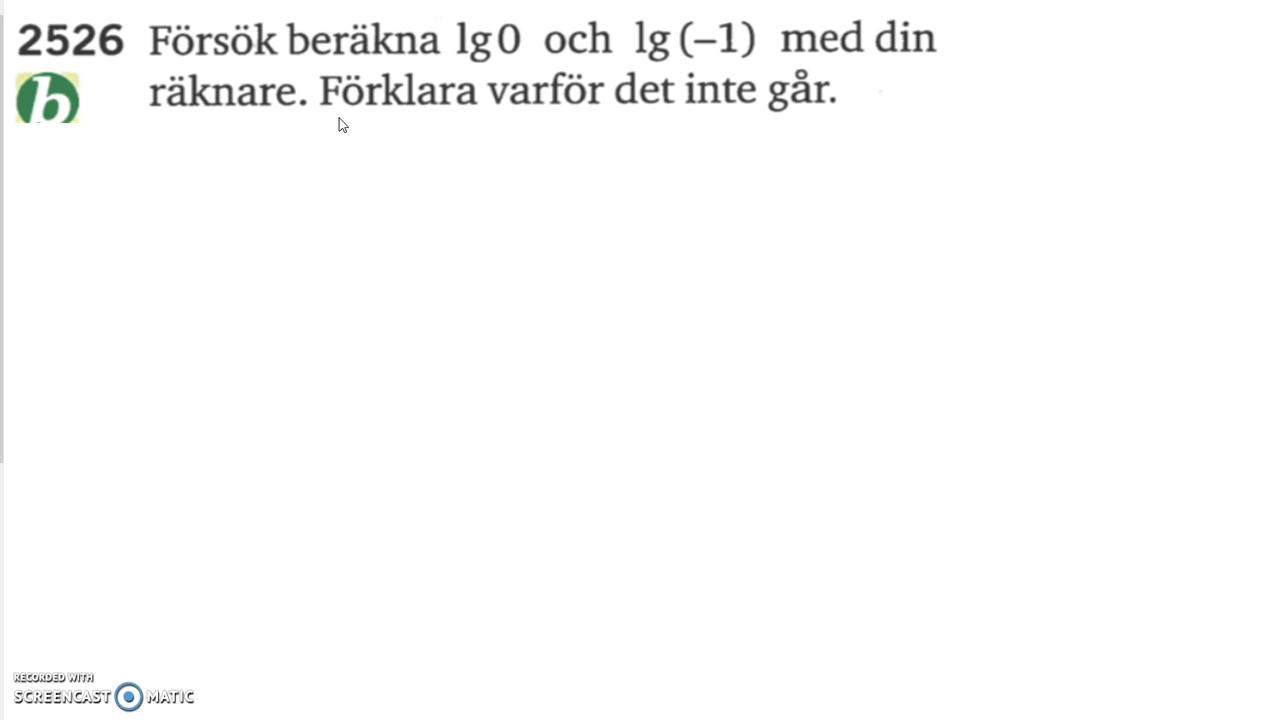 2526 Försök beräkna lg 0 och lg (–1) med din
b räknare. Förklara varför det inte går.
RECORDED WITH
SCREENCAST MATIC